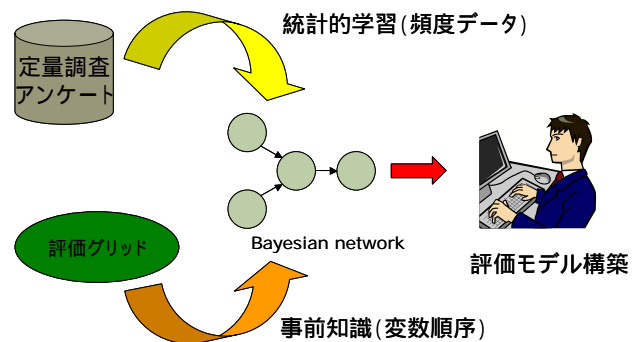 統計的学習(頻度データ)
定量調査
アンケート
評価グリッド
Bayesian network
評価モデル構築
事前知識(変数順序)